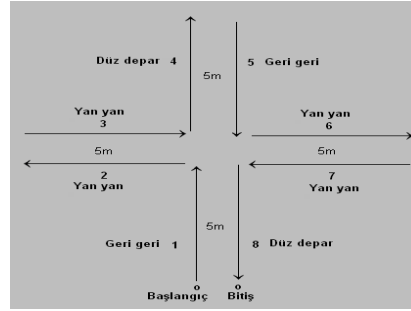 Düz depar 4
5 Geri geri
5m
Yan yan
3
Yan yan
6
5m
5m
2
Yan yan
7
Yan yan
5m
Geri geri 1
8 Düz depar
Başlangıç
Bitiş